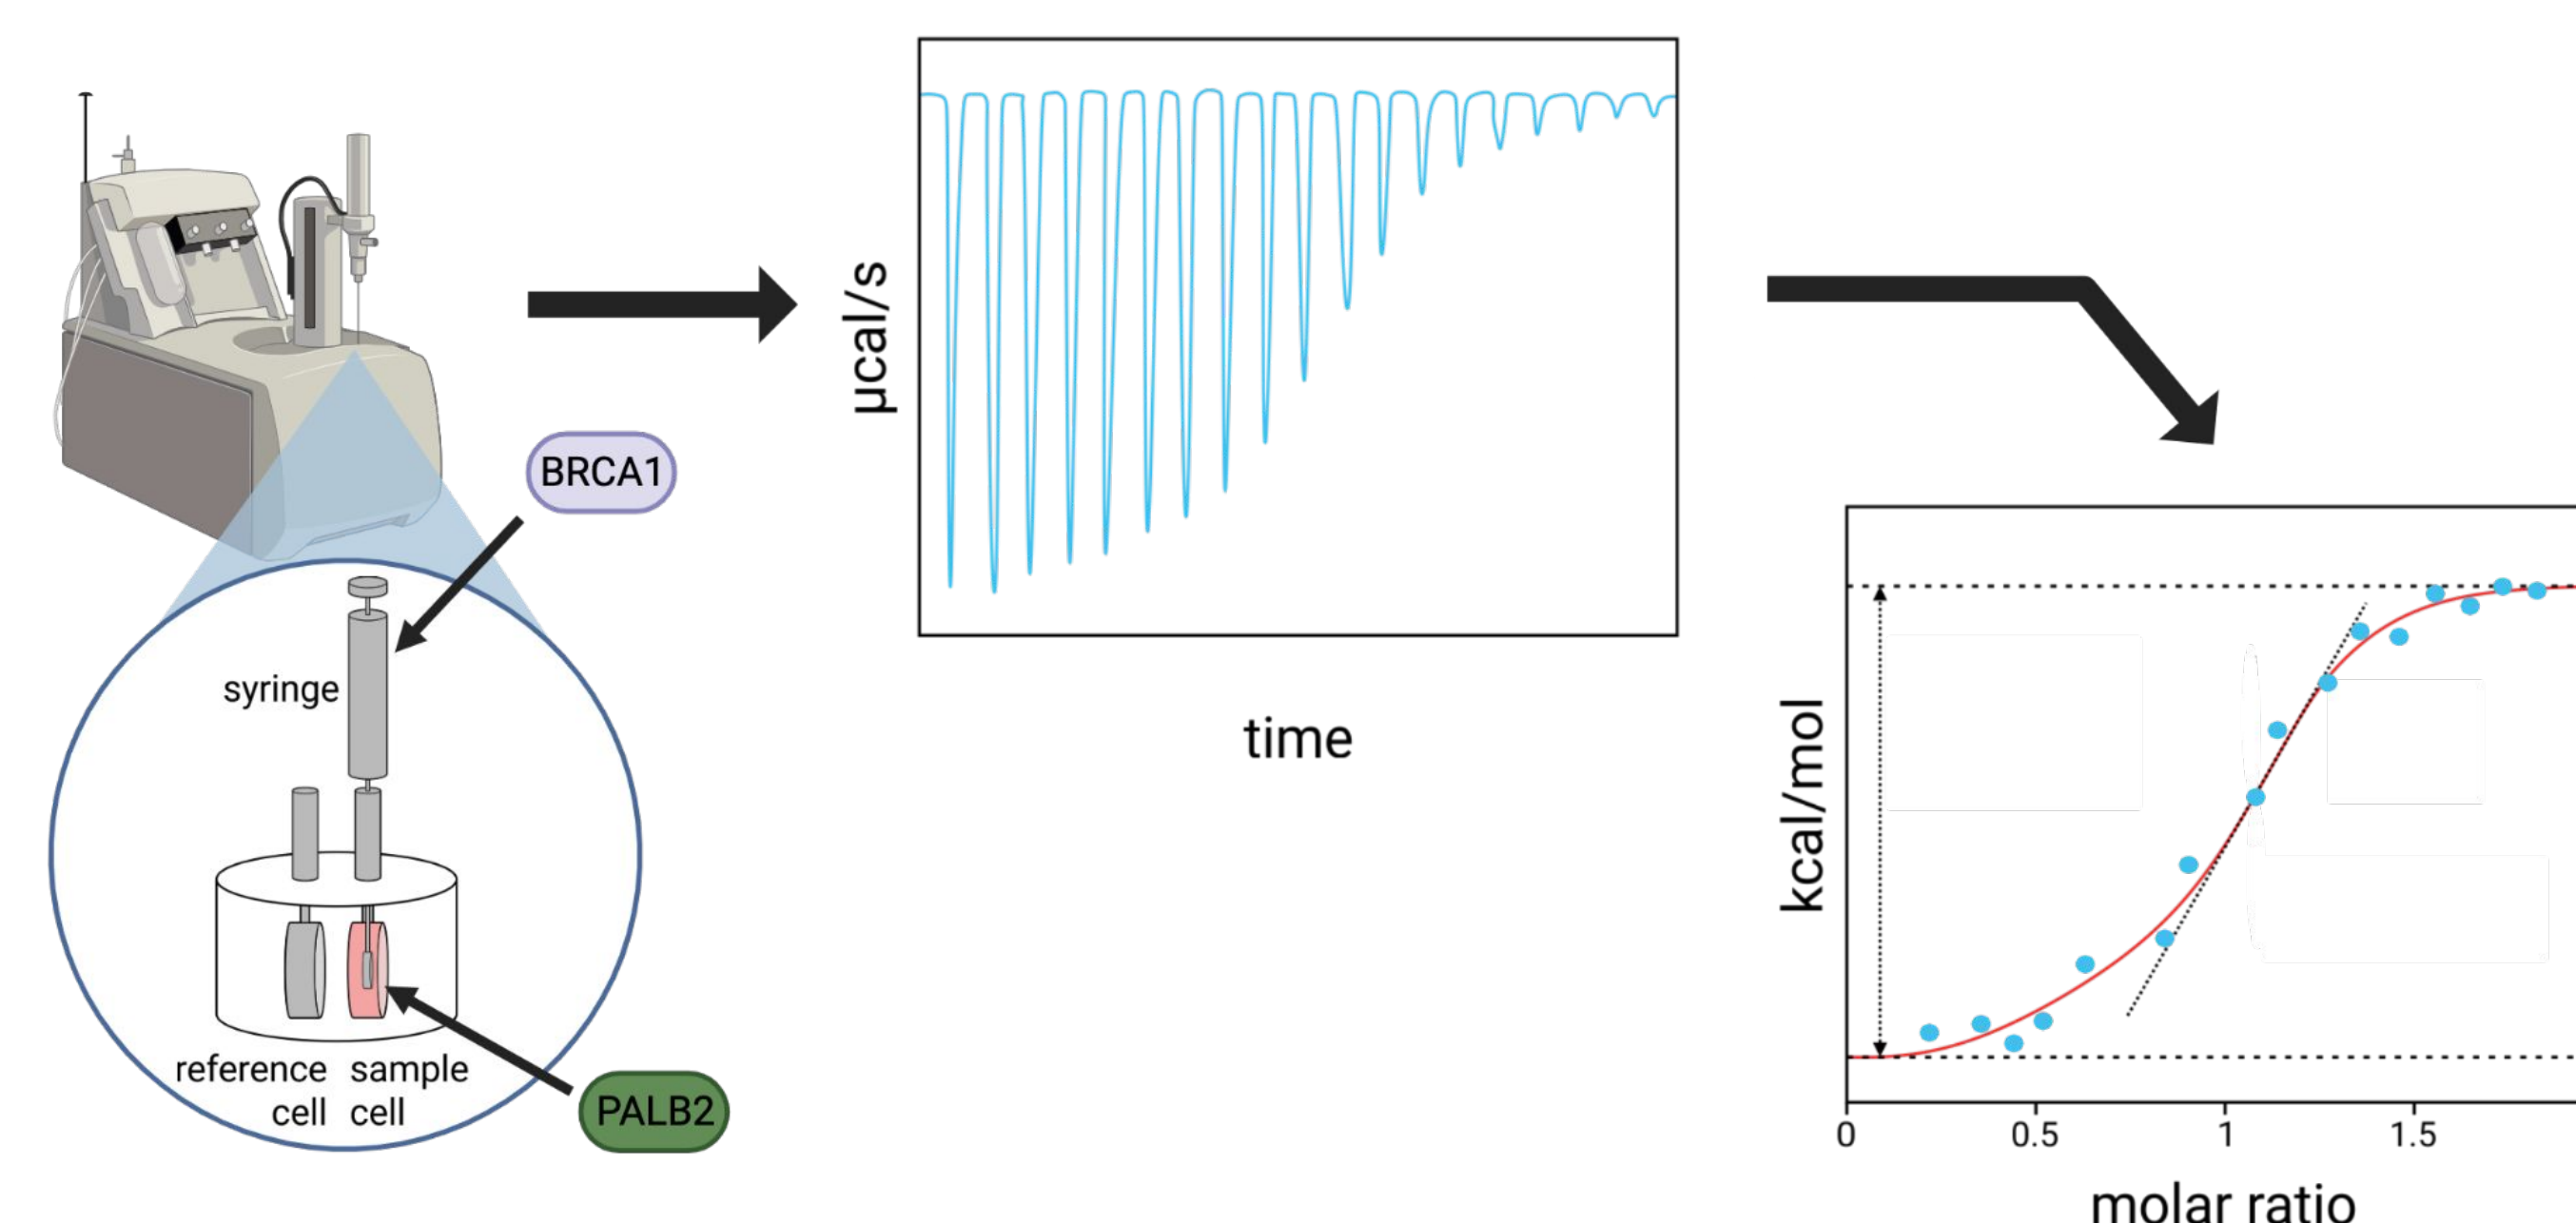 BRCA1
syringe
reference sample
cell cell
PALB2
μcal/s
time
kcal/mol
0 0.5 1 1.5
molar ratio